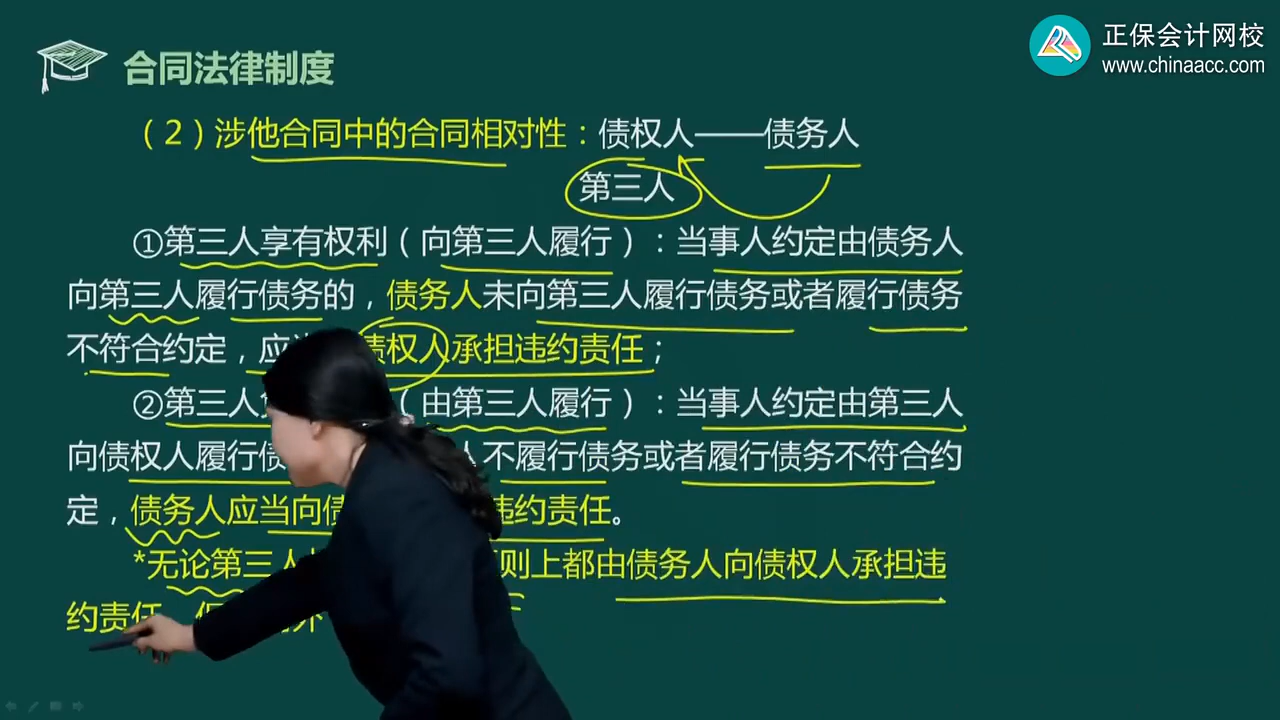 正保会计网校
www.chinaacc.com
合同法律制度
（2）涉他合同中的合同相对性：债权人——债务人
第三人
①第三人享有权利（向第三人履行）：当事人约定由债务人
向第三人履行债务的，债务人未向第三人履行债务或者履行债务
不符合约定，应 债权人承担违约责任；
②第三人 （由第三人履行）：当事人约定由第三人
向债权人履行 人不履行债务或者履行债务不符合约
定，债务人应当向债 违约责任。
*无论第三人 则上都由债务人向债权人承担违
约责任 外